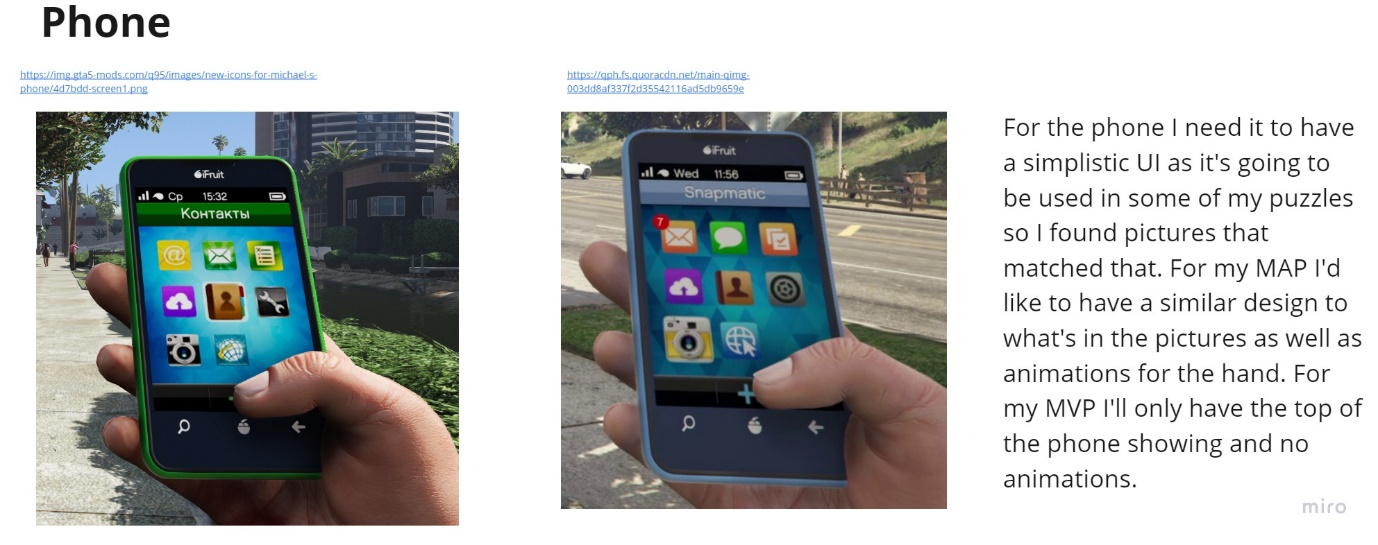 Phone
https://img.gta5-mods.com/q95/images/new-icons-for-michael-s-
phone/4d7bdd-screen1.png
https://qph.fs.quoracdn.net/main-qimg-
003dd8af337f2d35542116ad5db9659e
iFruit
Ср 15:32
Контакты
iFruit
Wed 11:56
Snapmatic
7
For the phone I need it to have
a simplistic UI as it's going to
be used in some of my puzzles
so I found pictures that
matched that. For my MAP I'd
like to have a similar design to
what's in the pictures as well as
animations for the hand. For
my MVP I'll only have the top of
the phone showing and no
animations.
miro